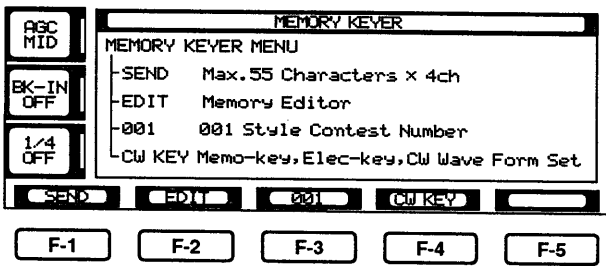 AGC
MID
BK-IN
OFF
1/4
OFF
MEMORY KEYER
MEMORY KEYER MENU
SEND Max.55 Characters × 4ch
EDIT Memory Editor
001 001 Style Contest Number
CW KEY Memo-key,Elec-key,CW Wave Form Set
SEND EDIT 001 CW KEY
F-1 F-2 F-3 F-4 F-5